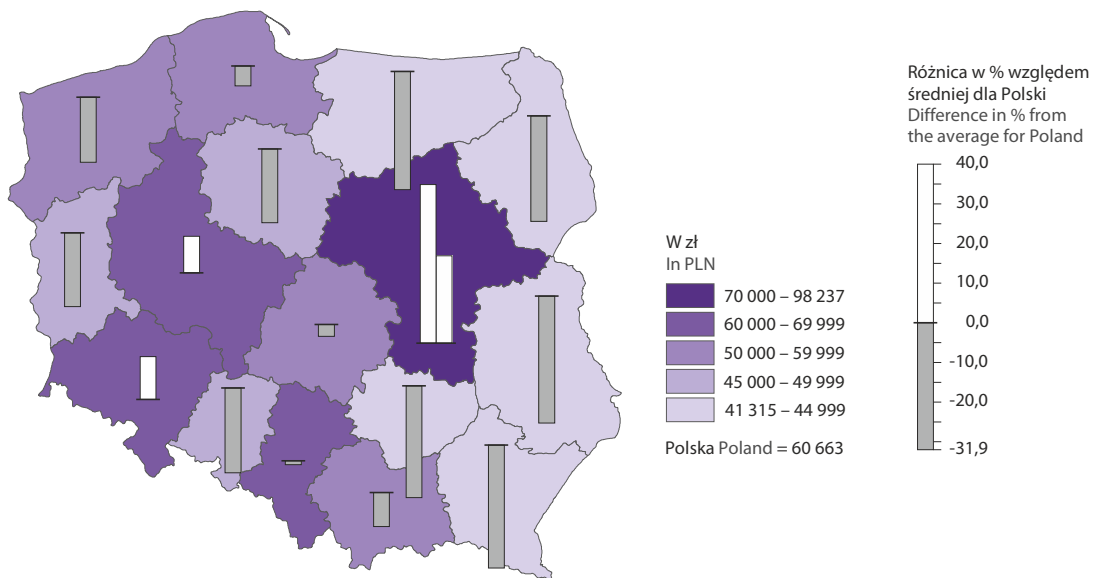 Różnica w % względem
średniej dla Polski
Difference in % from
the average for Poland
40,0
30,0
20,0
10,0
0,0
-10,0
-20,0
-31,9
W zł
In PLN
70 000 – 98 237
60 000 – 69 999
50 000 – 59 999
45 000 – 49 999
41 315 – 44 999
Polska Poland = 60 663